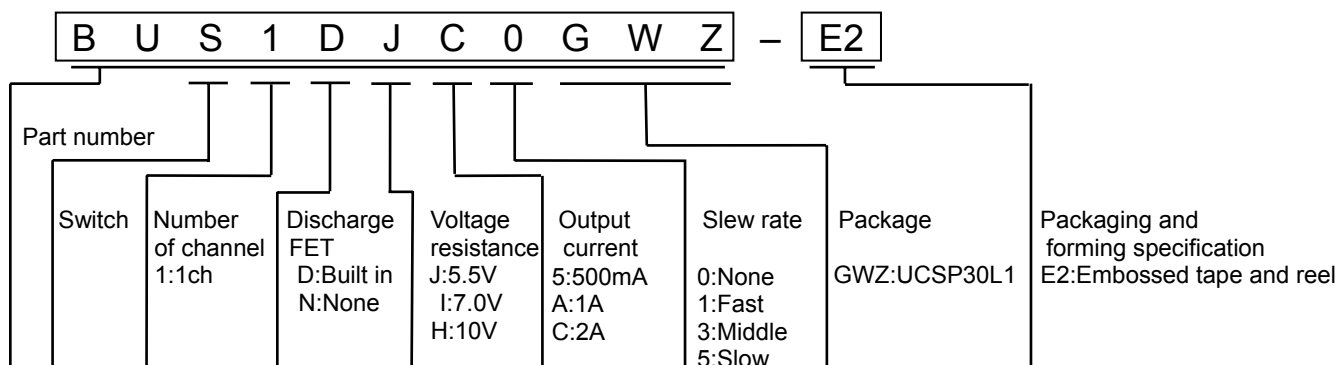 B U S 1 D J C 0 G W Z – E2
Part number
Switch
Number
of channel
1:1ch
Discharge
FET
D:Built in
N:None
Voltage
resistance
J:5.5V
I:7.0V
H:10V
Output
current
5:500mA
A:1A
C:2A
Slew rate
0:None
1:Fast
3:Middle
5:Slow
Package
GWZ:UCSP30L1
Packaging and
forming specification
E2:Embossed tape and reel